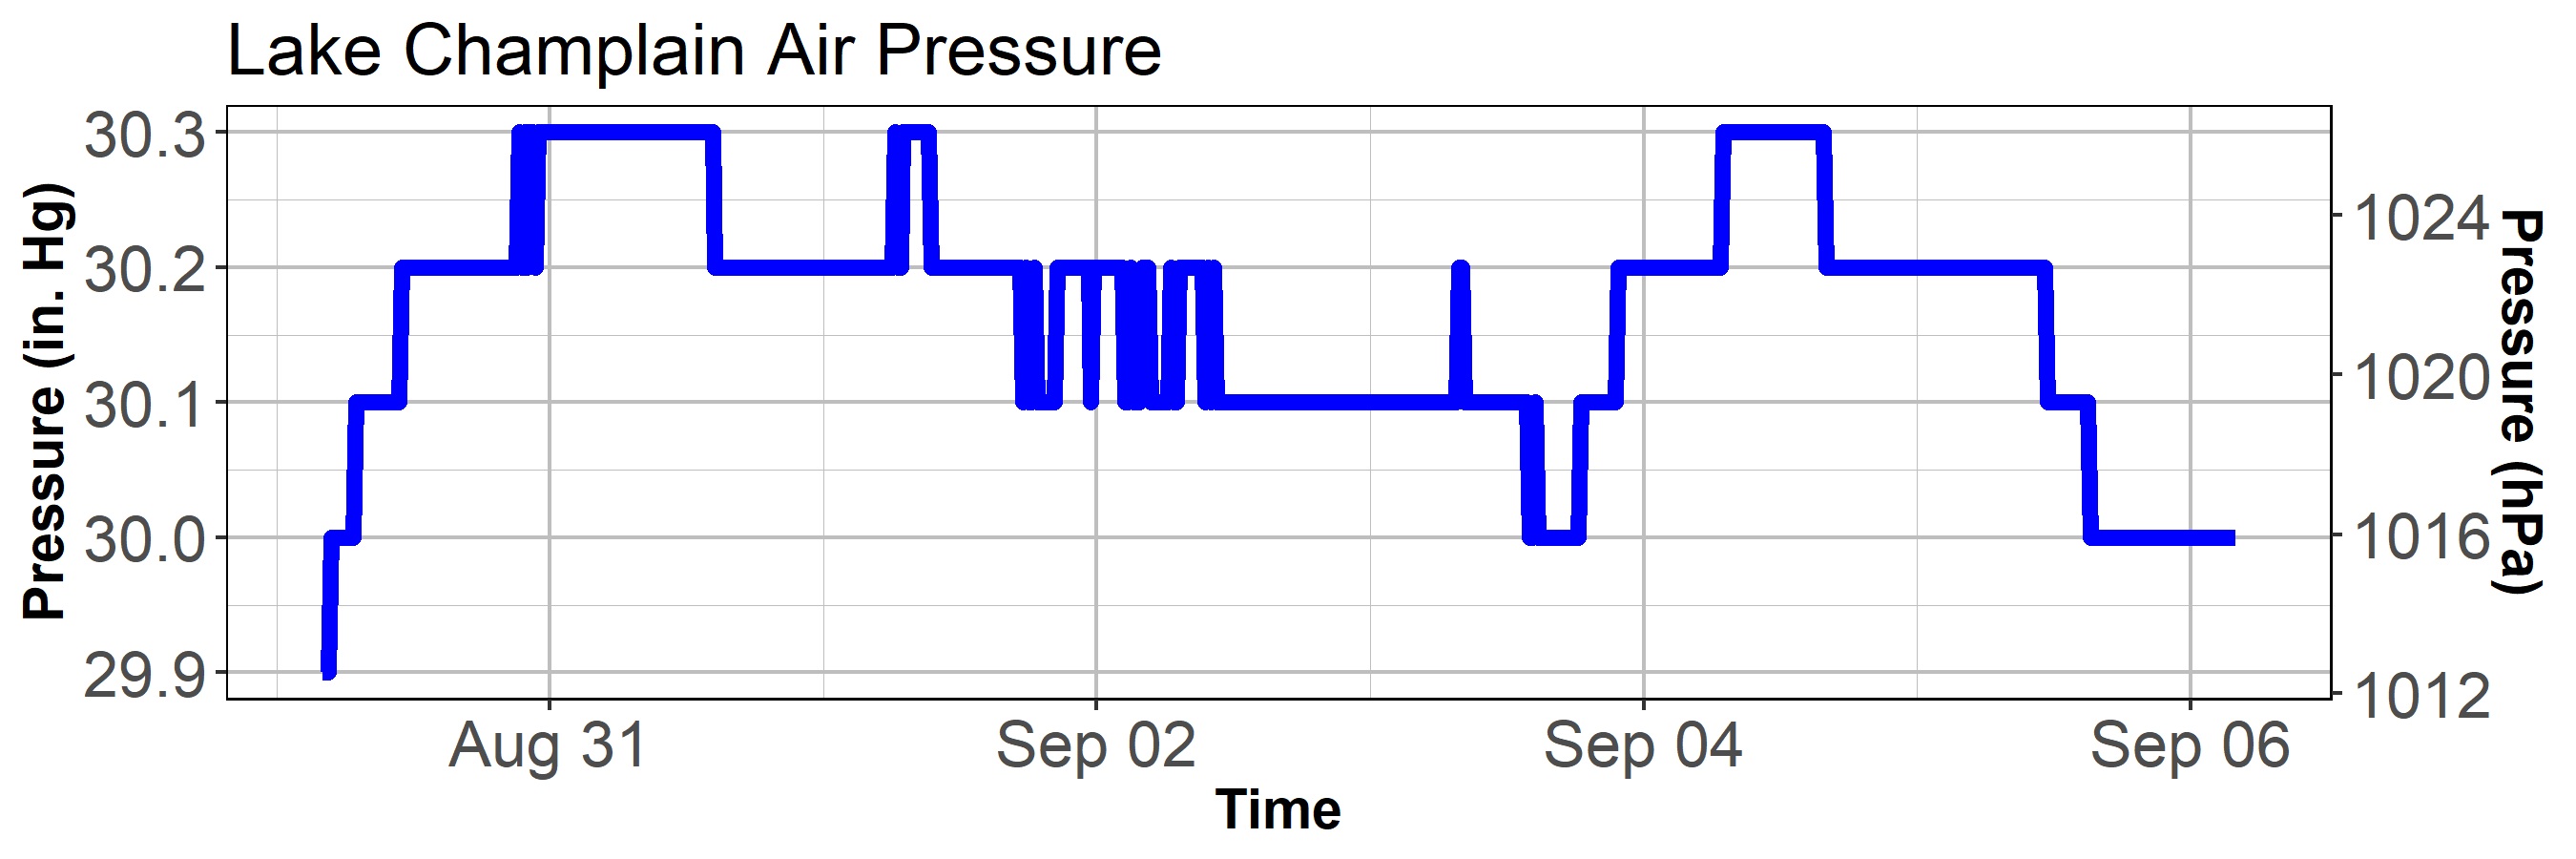 Lake Champlain Air Pressure
Pressure (in. Hg)
30.3
30.2
30.1
30.0
29.9
1024
1020
1016
1012
Pressure (hPa)
Aug 31 Sep 02 Sep 04 Sep 06
Time